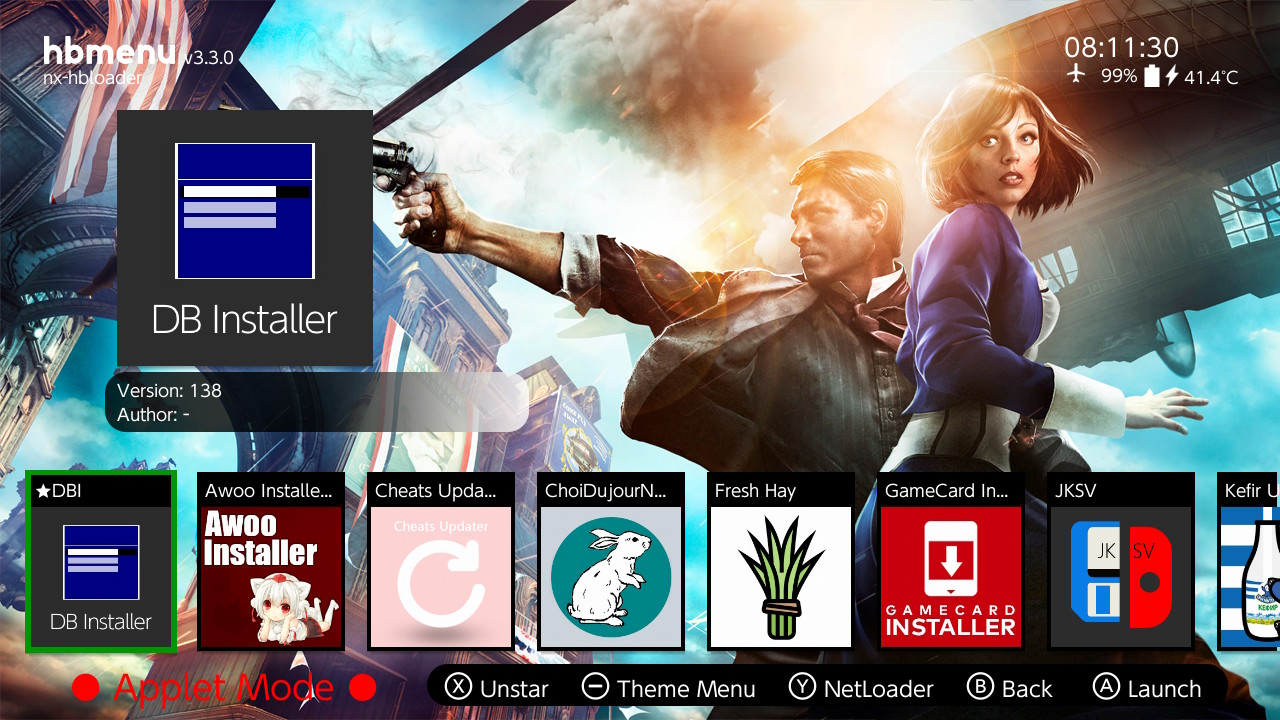 hbmenu v3.3.0
nx-hbloader
08:11:30
99% 41.4°C
DB Installer
Version: 138
Author: -
DBI
DB Installer
Awoo Installe...
Awoo
Installer
Cheats Upda...
Cheats Updater
ChoiDujourN...
Fresh Hay
GameCard In...
GAMECARD
INSTALLER
JKSV
JK SV
Kefir U
КЕФИР
Applet Mode
X Unstar
Theme Menu
Y NetLoader
B Back
A Launch